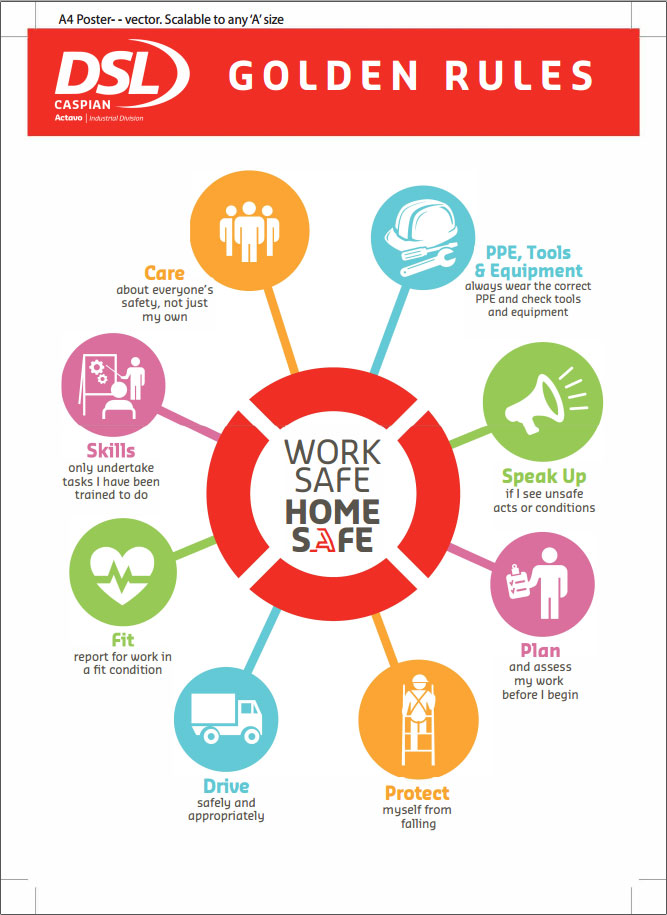 A4 Poster- - vector. Scalable to any ‘A’ size
DSL
CASPIAN
Actavo | Industrial Division
GOLDEN RULES
Care
about everyone's
safety, not just
my own
PPE, Tools
& Equipment
always wear the correct
PPE and check tools
and equipment
Skills
only undertake
tasks I have been
trained to do
Speak Up
if I see unsafe
acts or conditions
WORK
SAFE
HOME
SAFE
Fit
report for work in
a fit condition
Plan
and assess
my work
before I begin
Drive
safely and
appropriately
Protect
myself from
falling